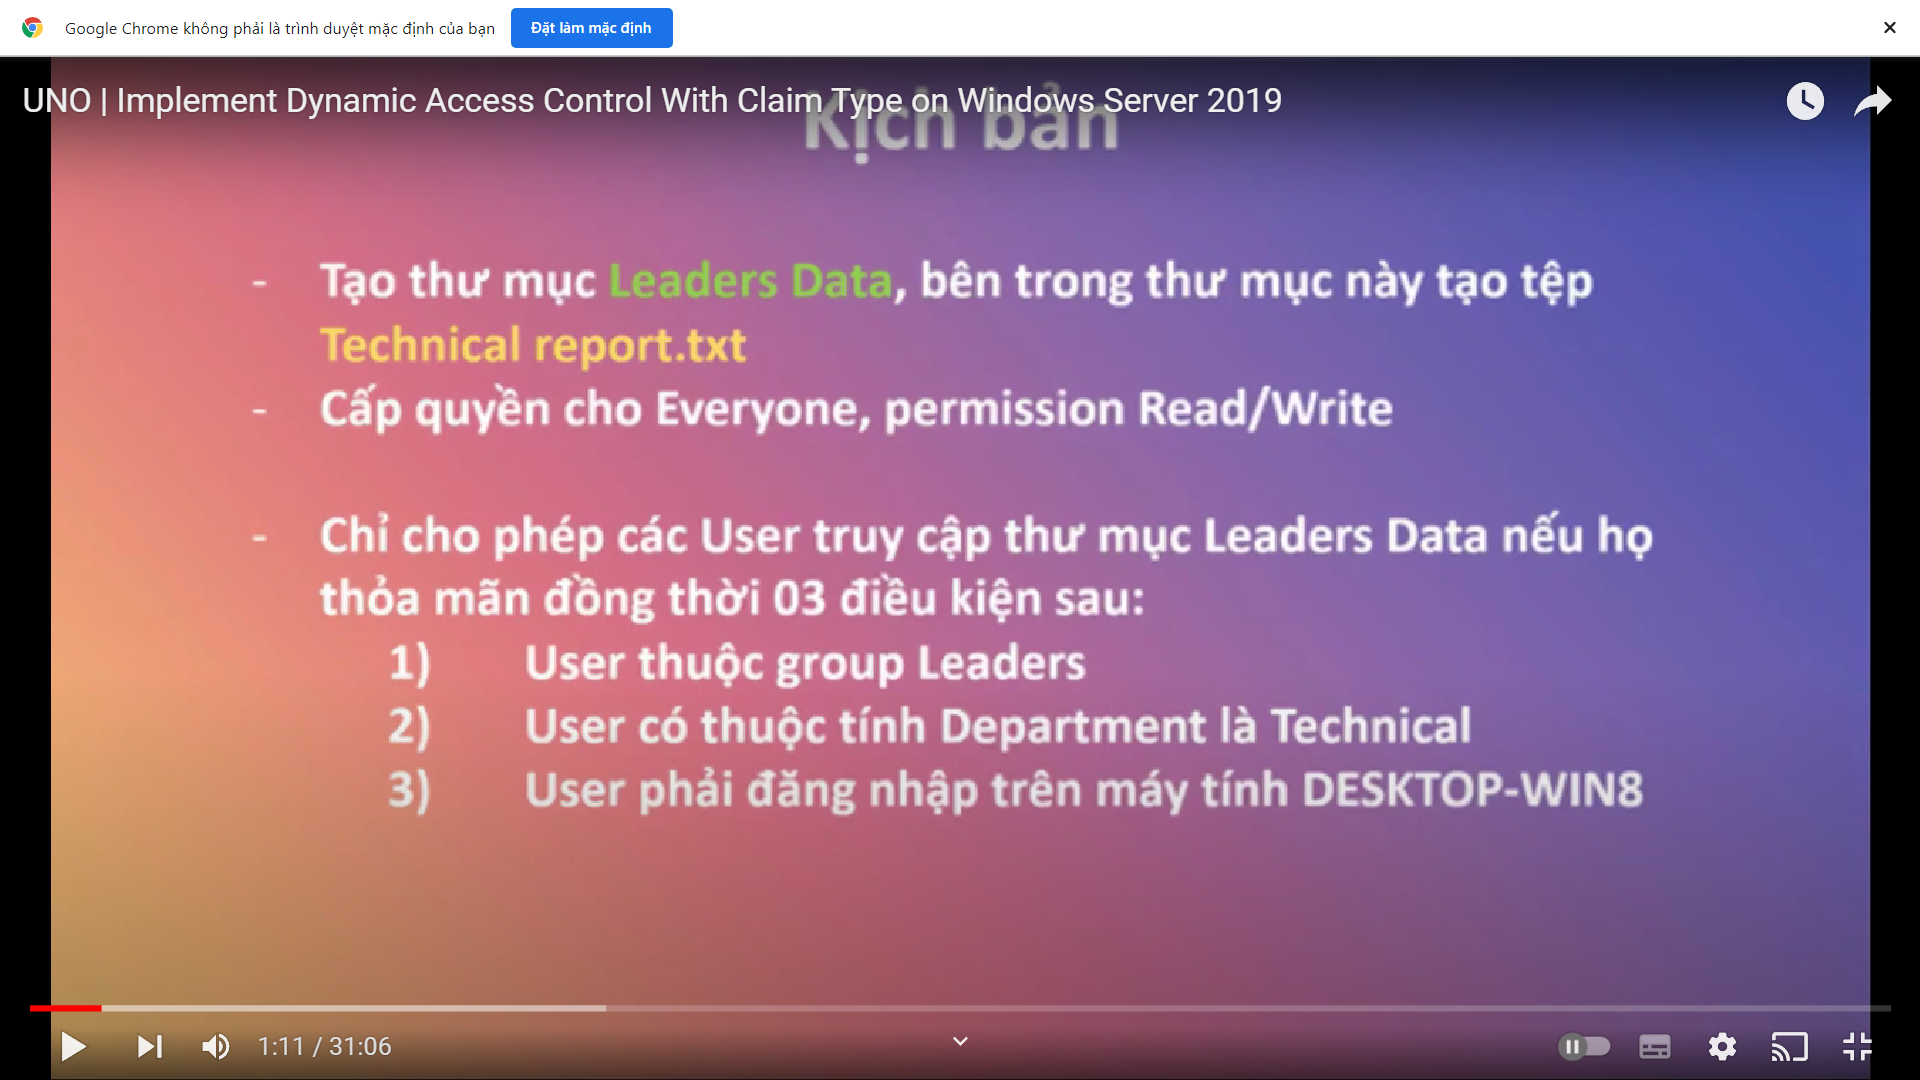 Google Chrome không phải là trình duyệt mặc định của bạn
Đặt làm mặc định
UNO | Implement Dynamic Access Control With Claim Type on Windows Server 2019
Kịch bản
- Tạo thư mục Leaders Data, bên trong thư mục này tạo tệp
Technical report.txt
- Cấp quyền cho Everyone, permission Read/Write
- Chỉ cho phép các User truy cập thư mục Leaders Data nếu họ
thỏa mãn đồng thời 03 điều kiện sau:
1) User thuộc group Leaders
2) User có thuộc tính Department là Technical
3) User phải đăng nhập trên máy tính DESKTOP-WIN8
1:11 / 31:06